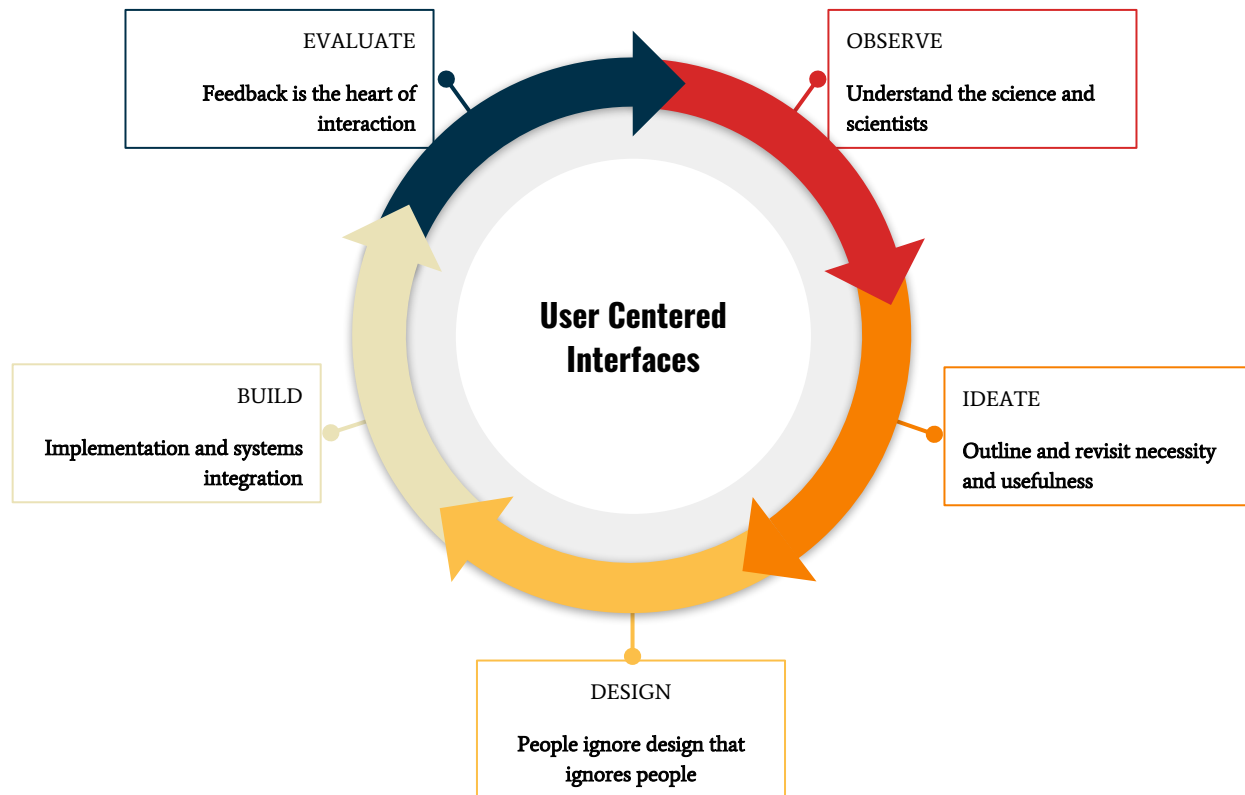 EVALUATE
Feedback is the heart of
interaction
OBSERVE
Understand the science and
scientists
User Centered
Interfaces
BUILD
Implementation and systems
integration
IDEATE
Outline and revisit necessity
and usefulness
DESIGN
People ignore design that
ignores people